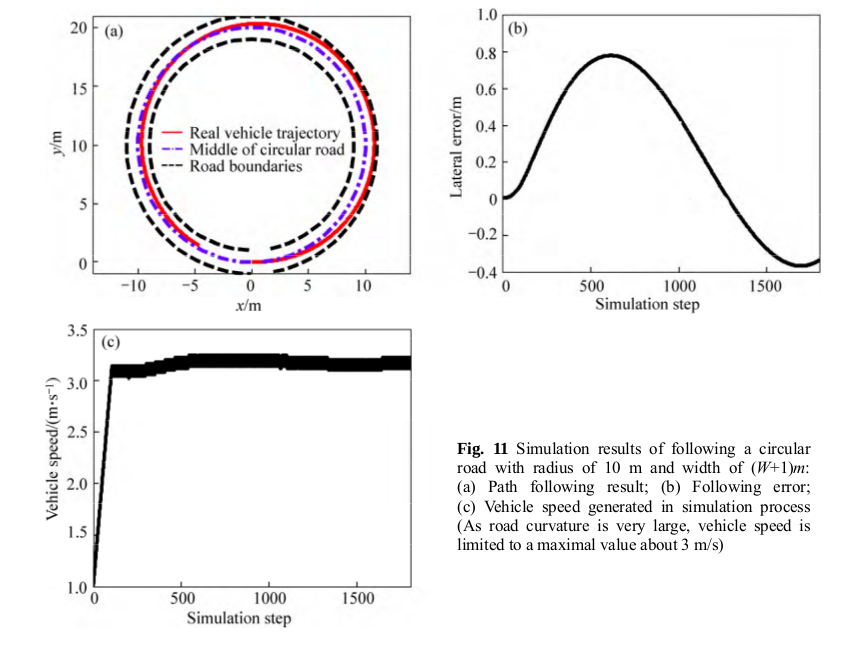 (a)
20
15
10
5
0
y/m
Real vehicle trajectory
Middle of circular road
Road boundaries
−10 −5 0 5 10
x/m
(b)
1.0
0.8
0.6
0.4
0.2
0
−0.2
−0.4
Lateral error/m
0 500 1000 1500
Simulation step
(c)
3.5
3.0
2.5
2.0
1.5
1.0
Vehicle speed/(m·s⁻¹)
0 500 1000 1500
Simulation step
Fig. 11 Simulation results of following a circular
road with radius of 10 m and width of (W+1)m:
(a) Path following result; (b) Following error;
(c) Vehicle speed generated in simulation process
(As road curvature is very large, vehicle speed is
limited to a maximal value about 3 m/s)